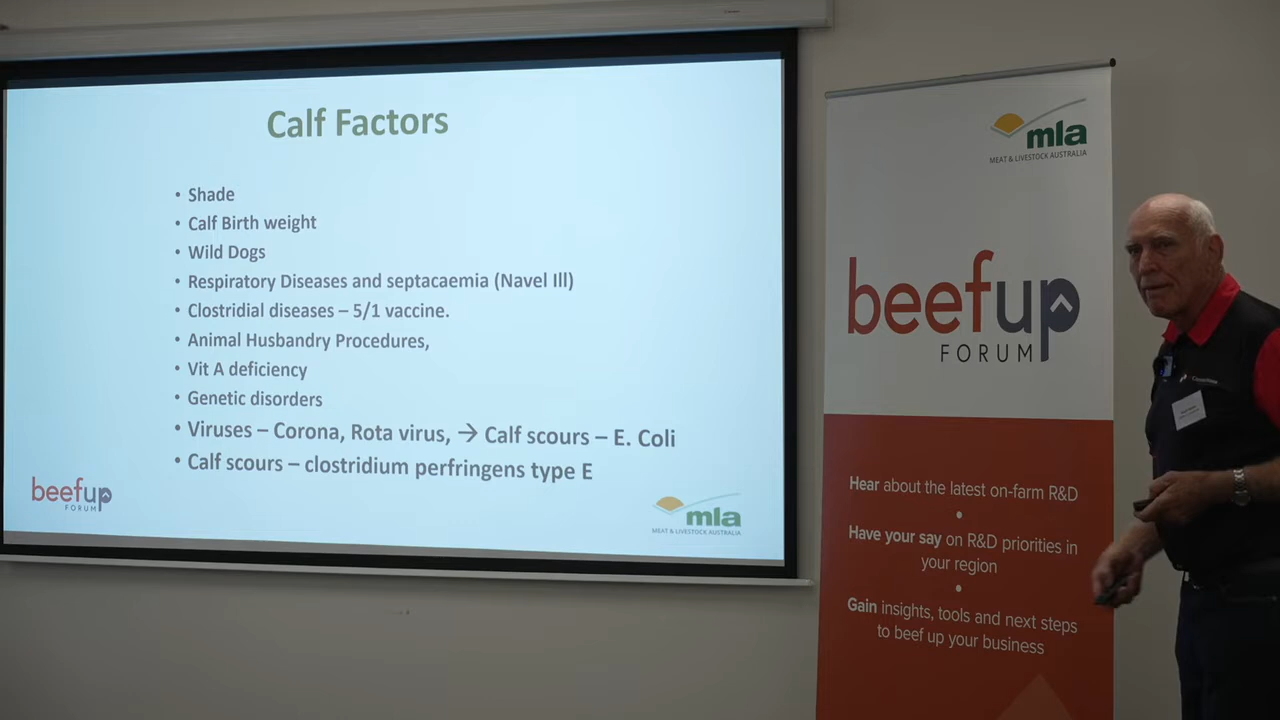 Calf Factors
• Shade
• Calf Birth weight
• Wild Dogs
• Respiratory Diseases and septacaemia (Navel Ill)
• Clostridial diseases – 5/1 vaccine.
• Animal Husbandry Procedures,
• Vit A deficiency
• Genetic disorders
• Viruses – Corona, Rota virus, → Calf scours – E. Coli
• Calf scours – clostridium perfringens type E
beefup
FORUM
mla
MEAT & LIVESTOCK AUSTRALIA
mla
MEAT & LIVESTOCK AUSTRALIA
beefup
FORUM
Hear about the latest on-farm R&D
•
Have your say on R&D priorities in
your region
•
Gain insights, tools and next steps
to beef up your business